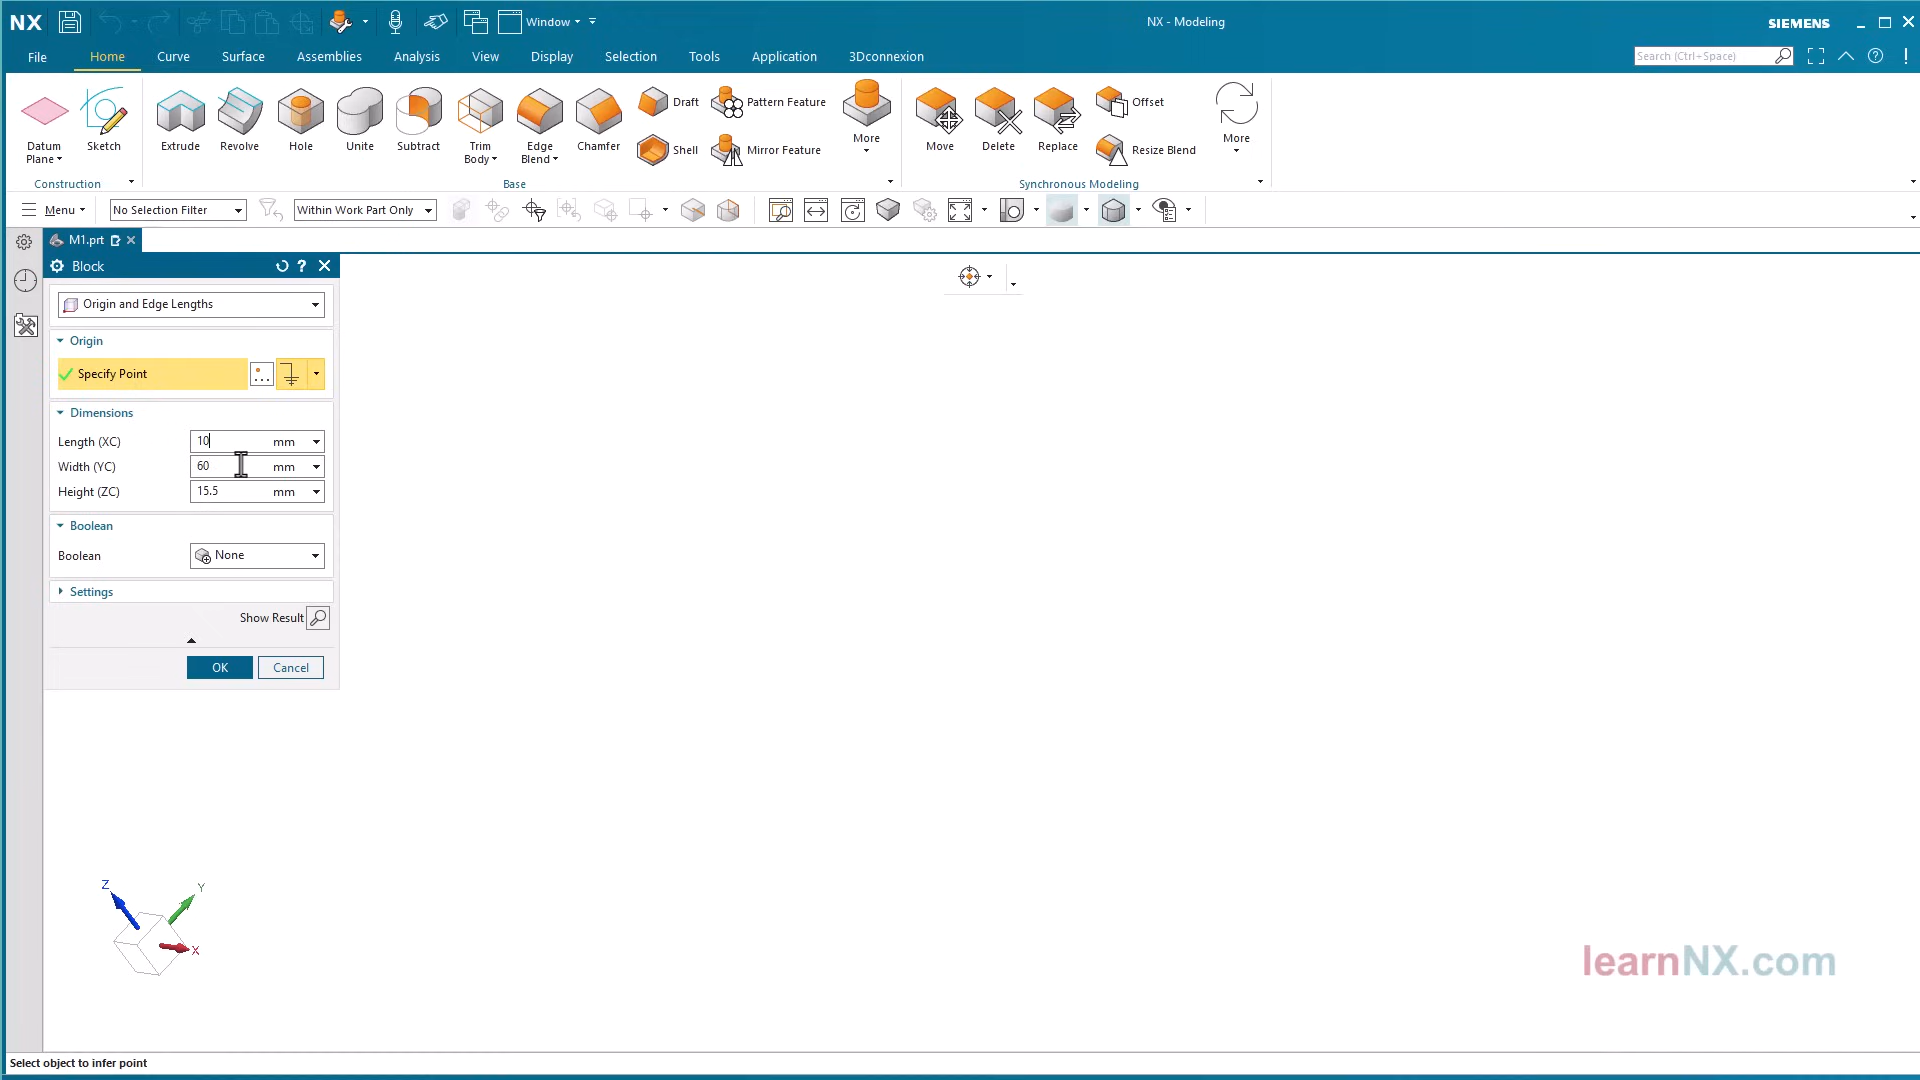 NX
Window
NX - Modeling
SIEMENS
File
Home
Curve
Surface
Assemblies
Analysis
View
Display
Selection
Tools
Application
3Dconnexion
Search (Ctrl+Space)
Datum
Plane
Sketch
Extrude
Revolve
Hole
Unite
Subtract
Trim
Body
Edge
Blend
Chamfer
Draft
Shell
Pattern Feature
Mirror Feature
More
Move
Delete
Replace
Offset
Resize Blend
More
Construction
Base
Synchronous Modeling
Menu
No Selection Filter
Within Work Part Only
M1.prt
Block
?
Origin and Edge Lengths
Origin
Specify Point
Dimensions
Length (XC) 10 mm
Width (YC) 60 mm
Height (ZC) 15.5 mm
Boolean
Boolean None
Settings
Show Result
OK Cancel
Z
Y
X
learnNX.com
Select object to infer point